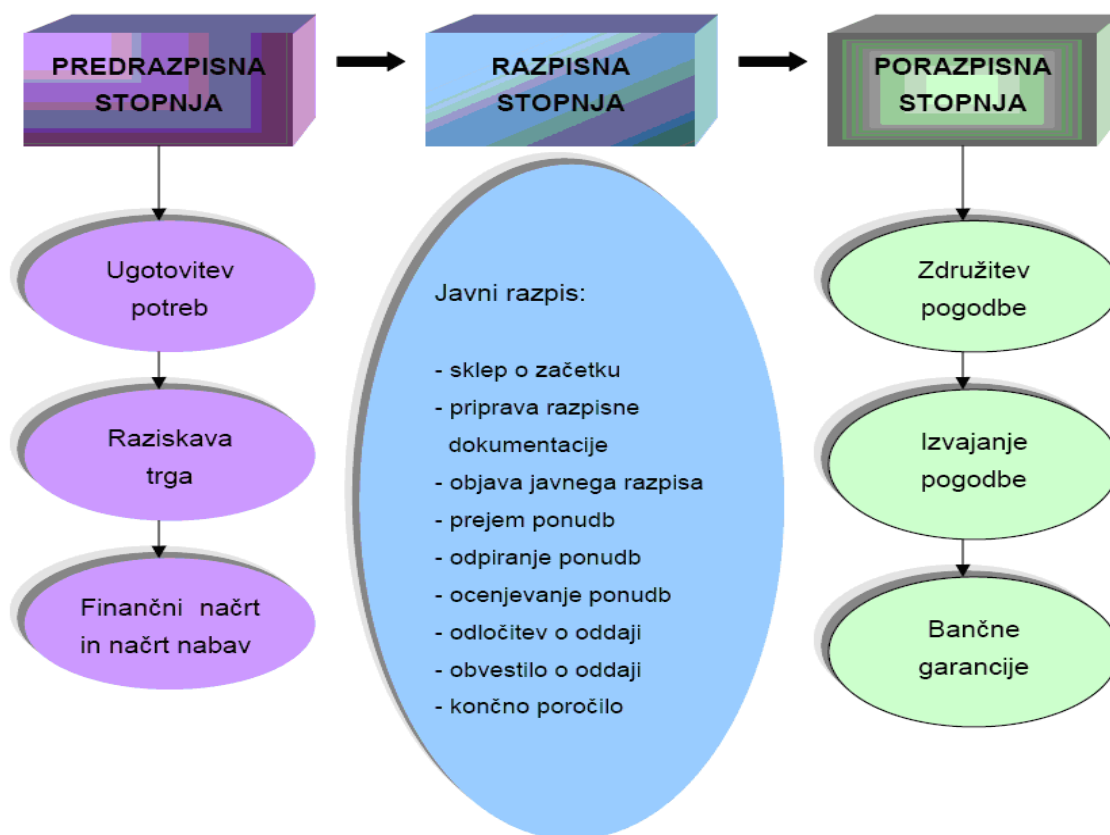 PREDRAZPISNA
STOPNJA
RAZPISNA
STOPNJA
PORAZPISNA
STOPNJA
Ugotovitev
potreb
Raziskava
trga
Finančni načrt
in načrt nabav
Javni razpis:
- sklep o začetku
- priprava razpisne
dokumentacije
- objava javnega razpisa
- prejem ponudb
- odpiranje ponudb
- ocenjevanje ponudb
- odločitev o oddaji
- obvestilo o oddaji
- končno poročilo
Združitev
pogodbe
Izvajanje
pogodbe
Bančne
garancije